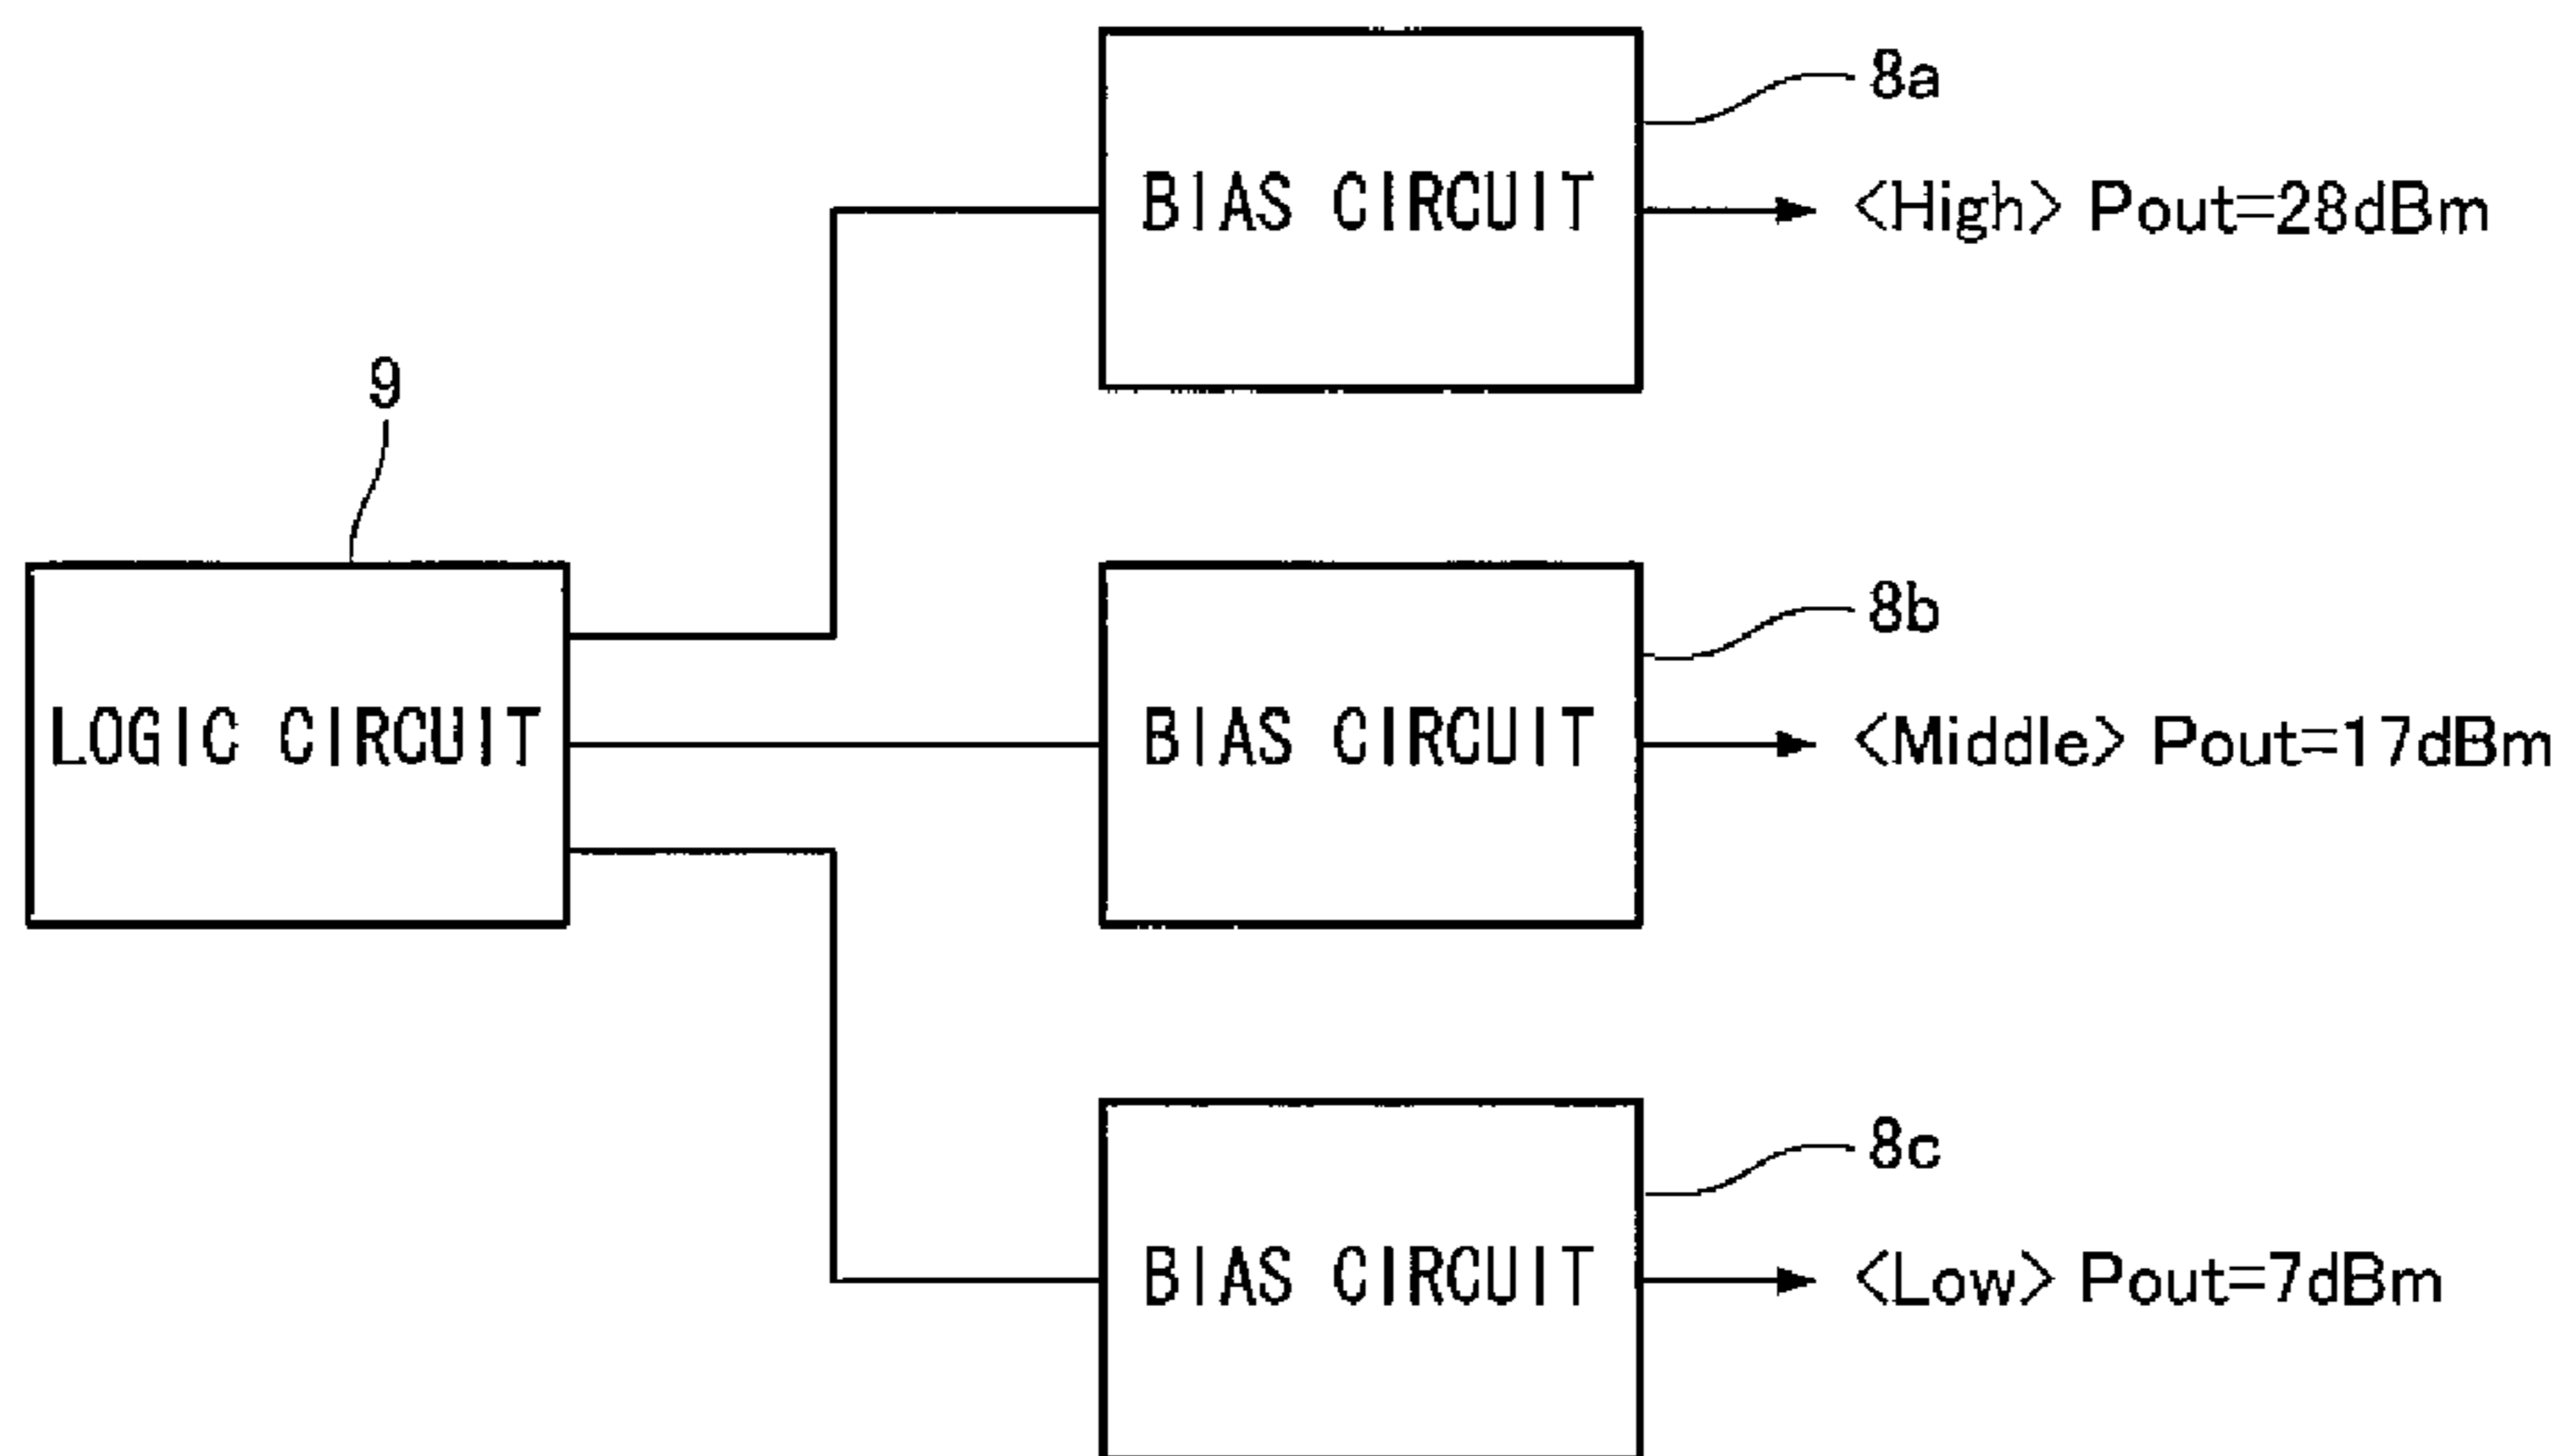 8a
BIAS CIRCUIT
<High> Pout=28dBm
9
8b
LOGIC CIRCUIT
BIAS CIRCUIT
<Middle> Pout=17dBm
8c
BIAS CIRCUIT
<Low> Pout=7dBm